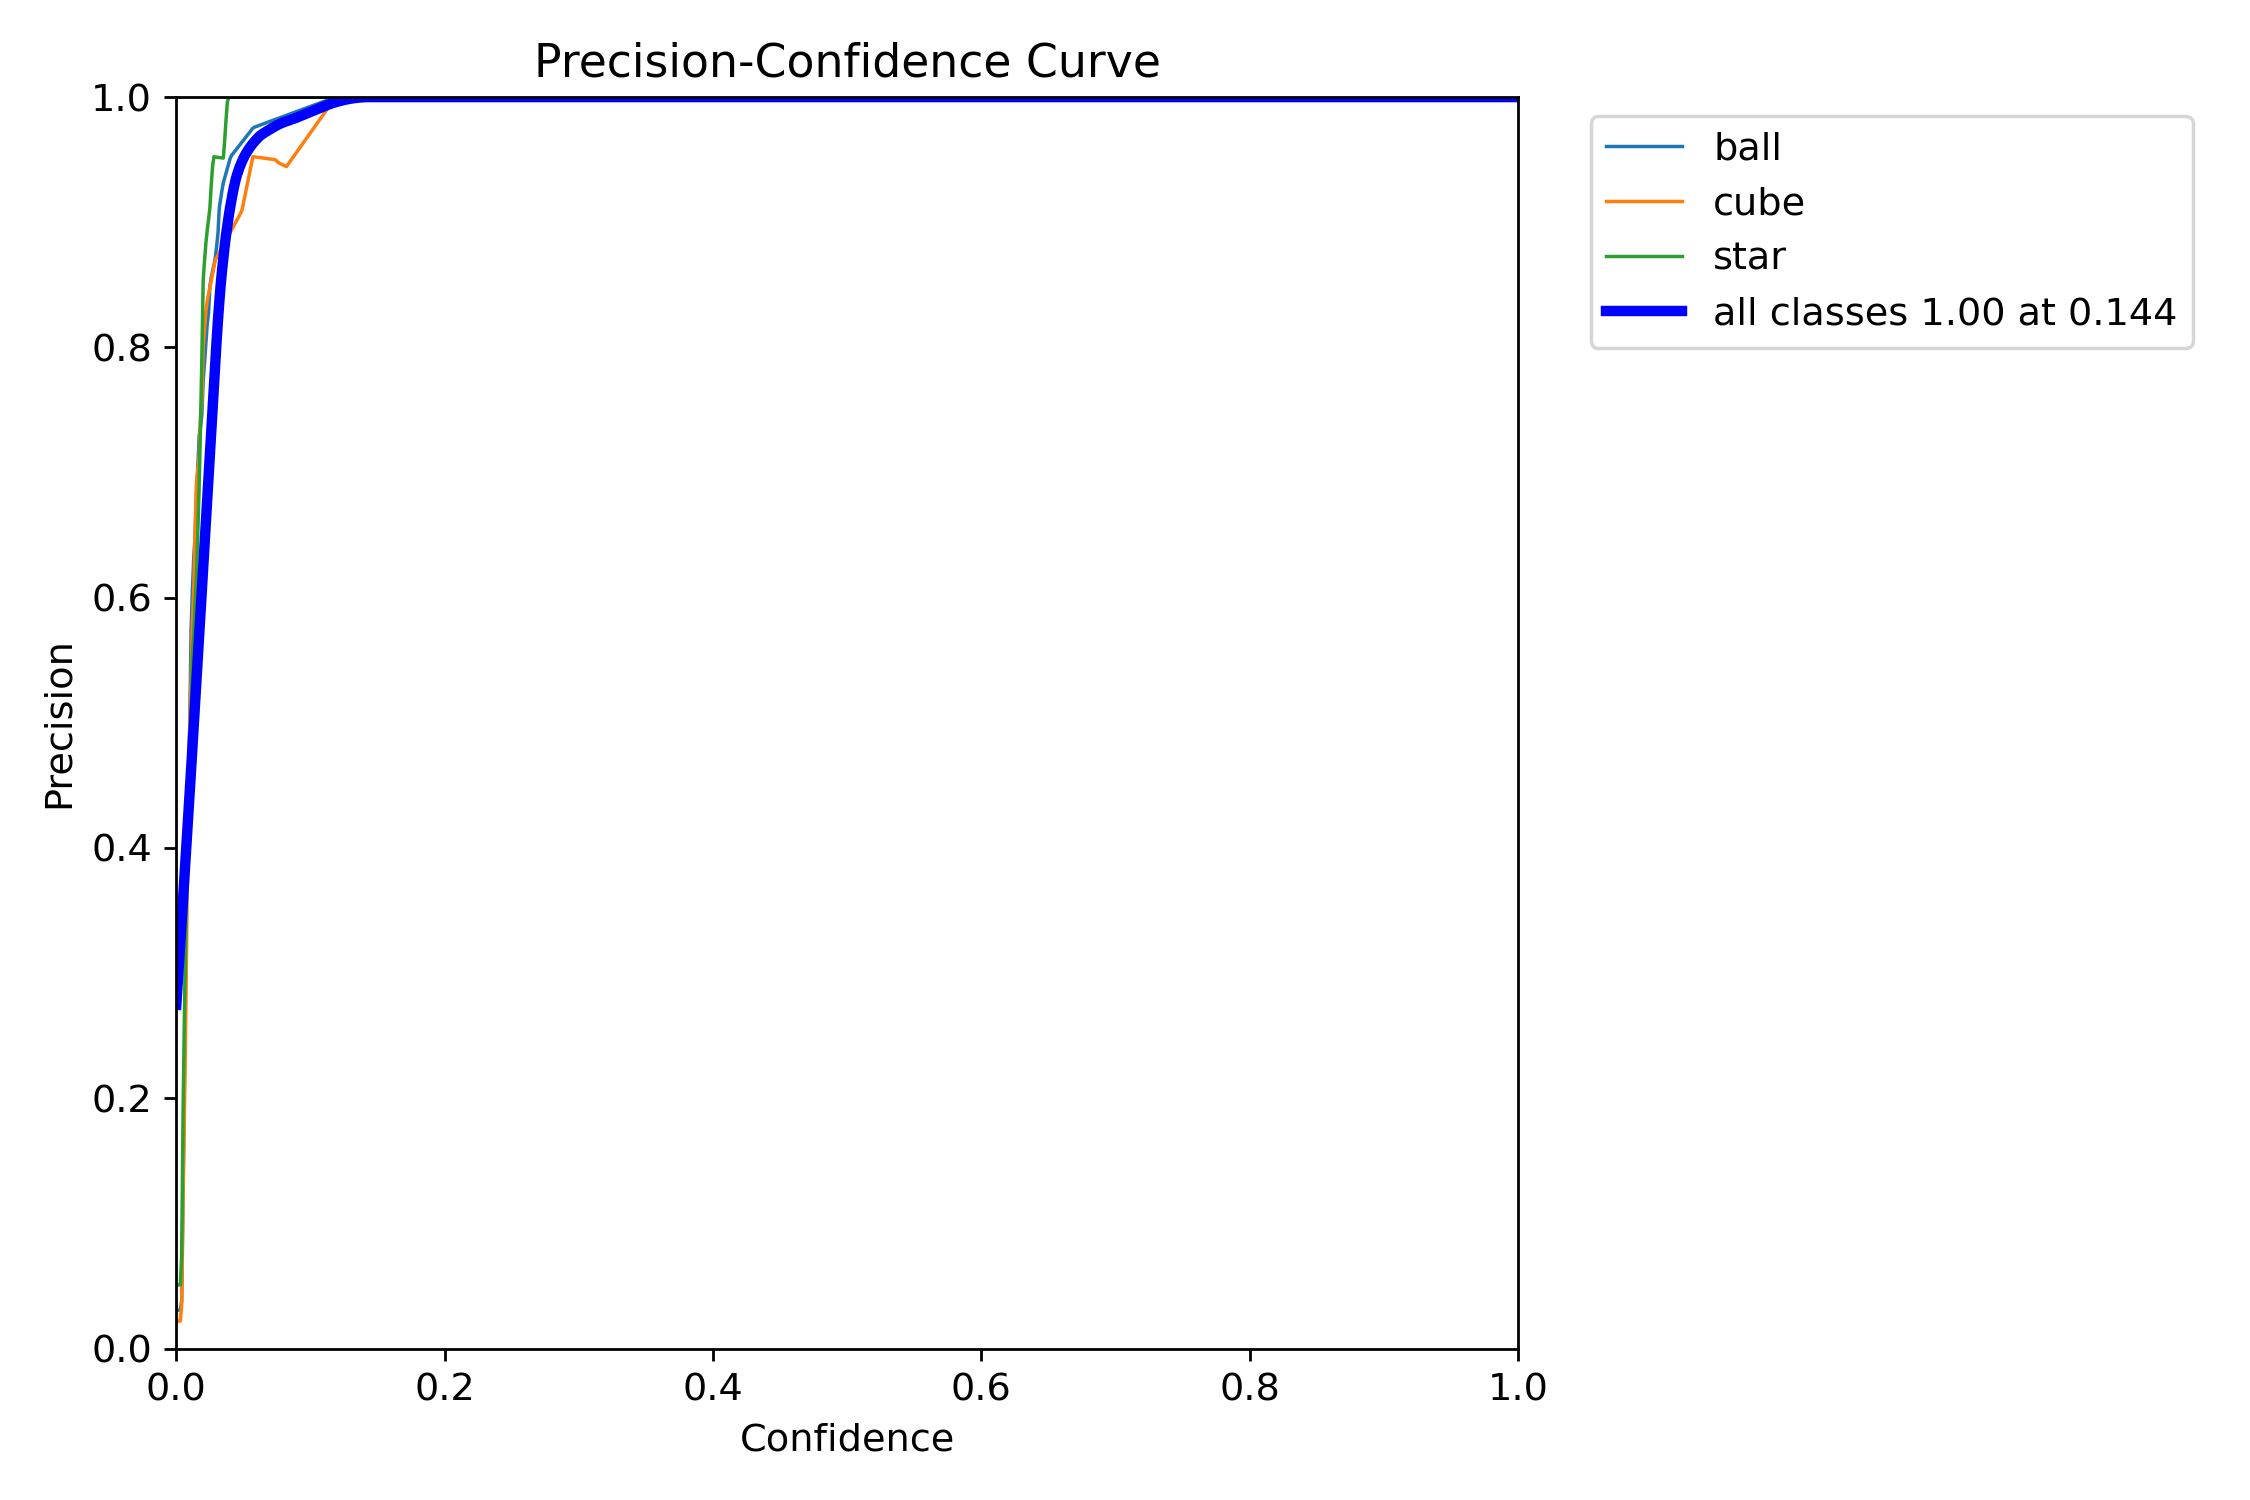 Precision-Confidence Curve
1.0
0.8
0.6
0.4
0.2
0.0
Precision
0.0 0.2 0.4 0.6 0.8 1.0
Confidence
ball
cube
star
all classes 1.00 at 0.144